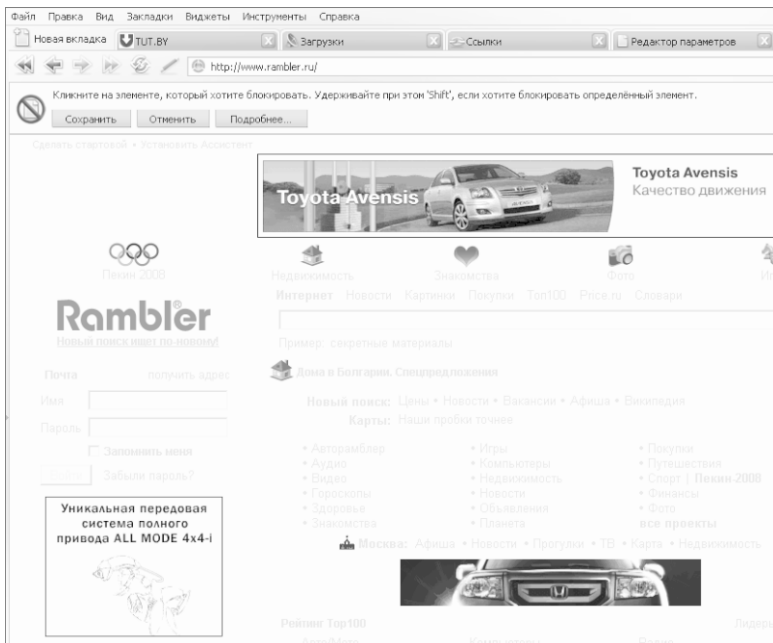 Файл Правка Вид Закладки Виджеты Инструменты Справка
Новая вкладка TUT.BY Загрузки Ссылки Редактор параметров
http://www.rambler.ru/
Кликните на элементе, который хотите блокировать. Удерживайте при этом 'Shift', если хотите блокировать определённый элемент.
Сохранить Отменить Подробнее...
Сделать стартовой • Установить Ассистент
Toyota Avensis
Toyota Avensis
Качество движения
Пекин 2008
Недвижимость Знакомства Фото
Интернет Новости Картинки Покупки Топ100 Price.ru Словари
Rambler
Новый поиск ищет по-новому!
Пример: секретные материалы
Дома в Болгарии. Спецпредложения
Почта получить адрес
Имя
Пароль
Запомнить меня
Войти Забыли пароль?
Новый поиск: Цены • Новости • Вакансии • Афиша • Википедия
Карты: Наши пробки точнее
• Авторамблер • Игры • Покупки
• Аудио • Компьютеры • Путешествия
• Видео • Недвижимость • Спорт | Пекин-2008
• Гороскопы • Новости • Финансы
• Здоровье • Объявления • Фото
• Знакомства • Планета все проекты
Уникальная передовая
система полного
привода ALL MODE 4x4-i
Москва: Афиша • Новости • Прогулки • ТВ • Карта • Недвижимость
Рейтинг Top100 Лидеры
Авто/Мото Компьютеры Радио